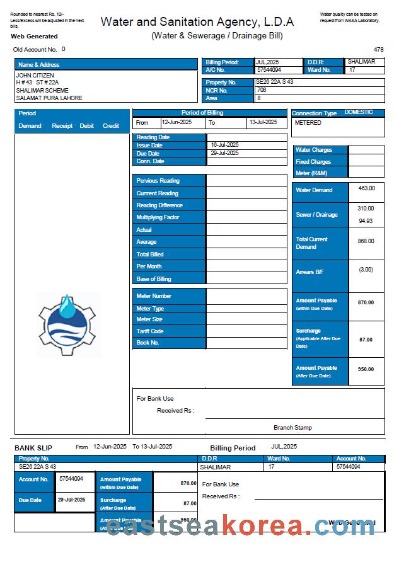 Rounded to nearest Rs. 10/-
Less/excess will be adjusted in the next
bill.
Web Generated
Water and Sanitation Agency, L.D.A
(Water & Sewerage / Drainage Bill)
Water quality can be tested on
request from WASA Laboratory.
Old Account No. 0
478
Name & Address
JOHN CITIZEN
H # 43 ST # 22A
SHALIMAR SCHEME
SALAMAT PURA LAHORE
Billing Period: JUL,2025 D.D.R: SHALIMAR
A/C No. 57644094 Ward No. 17
Property No. SE26 22A S 43
NCR No. 708
Area
Period
Demand Receipt Debit Credit
Period of Billing
From 12-Jun-2025 To 13-Jul-2025
Reading Date
Issue Date 16-Jul-2025
Due Date 29-Jul-2025
Conn. Date
Pervious Reading
Current Reading
Reading Difference
Multiplying Factor
Actual
Average
Total Billed
Per Month
Base of Billing
Meter Number
Meter Type
Meter Size
Tariff Code
Book No.
Connection Type DOMESTIC
METERED
Water Charges
Fixed Charges
Meter (R&M)
Water Demand 463.00
Sewer / Drainage 310.00
94.93
Total Current
Demand 868.00
Arrears B/F (3.00)
Amount Payable
(within Due Date) 870.00
Surcharge
(Applicable After Due
Date) 87.00
Amount Payable
(After Due Date)
For Bank Use
Received Rs :
Branch Stamp
BANK SLIP From 12-Jun-2025 To 13-Jul-2025 Billing Period JUL,2025
Property No. D.D.R Ward No. Account No.
SE26 22A S 43 SHALIMAR 17 57644094
Account No. 57644094
Due Date 29-Jul-2025
Amount Payable
(within Due Date) 870.00
Surcharge
(After Due Date) 87.00
Amount Payable
(After Due Date)
For Bank Use
Received Rs :
eastseakorea.com